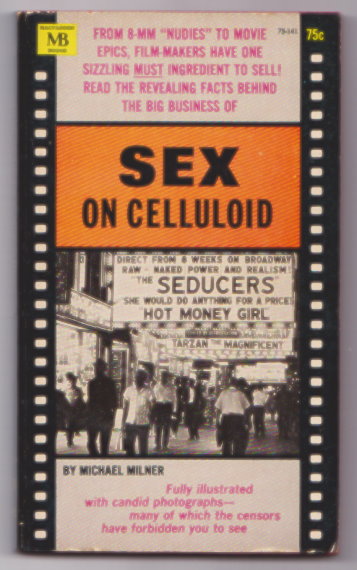 MB
75-141
75c
FROM 8-MM "NUDIES" TO MOVIE
EPICS, FILM-MAKERS HAVE ONE
SIZZLING MUST INGREDIENT TO SELL!
READ THE REVEALING FACTS BEHIND
THE BIG BUSINESS OF
SEX
ON CELLULOID
DIRECT FROM 8 WEEKS ON BROADWAY
RAW - NAKED POWER AND REALISM!
"THE SEDUCERS"
"SHE WOULD DO ANYTHING FOR A PRICE!
HOT MONEY GIRL
TARZAN THE MAGNIFICENT
BY MICHAEL MILNER
Fully illustrated
with candid photographs—
many of which the censors
have forbidden you to see